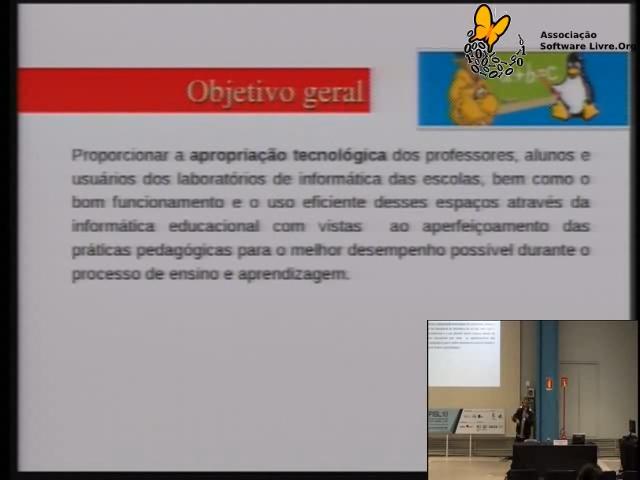 Associação
Software Livre.Org
Objetivo geral
a+b=c
Proporcionar a apropriação tecnológica dos professores, alunos e
usuários dos laboratórios de informática das escolas, bem como o
bom funcionamento e o uso eficiente desses espaços através da
informática educacional com vistas ao aperfeiçoamento das
práticas pedagógicas para o melhor desempenho possível durante o
processo de ensino e aprendizagem.